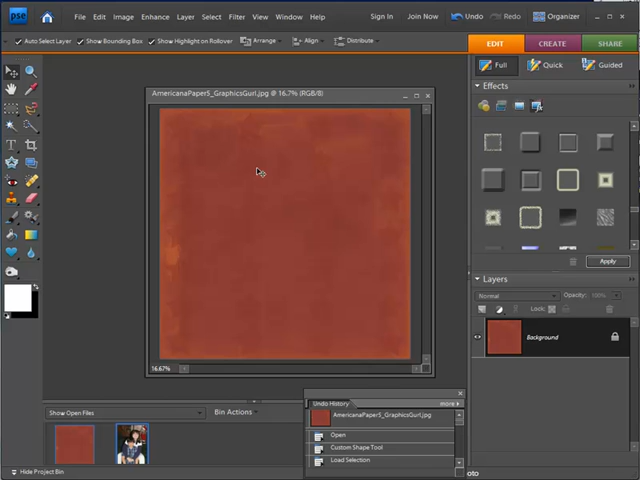 pse File Edit Image Enhance Layer Select Filter View Window Help Sign In Join Now Undo Redo Organizer
Auto Select Layer Show Bounding Box Show Highlight on Rollover Arrange Align Distribute
EDIT CREATE SHARE
Full Quick Guided
Effects
AmericanaPaper5_GraphicsGurl.jpg @ 16.7% (RGB/8)
Apply
Layers
Normal Opacity: 100%
Lock:
Background
16.67%
Undo History more
AmericanaPaper5_GraphicsGurl.jpg
Open
Custom Shape Tool
Load Selection
Show Open Files Bin Actions
Hide Project Bin
oto